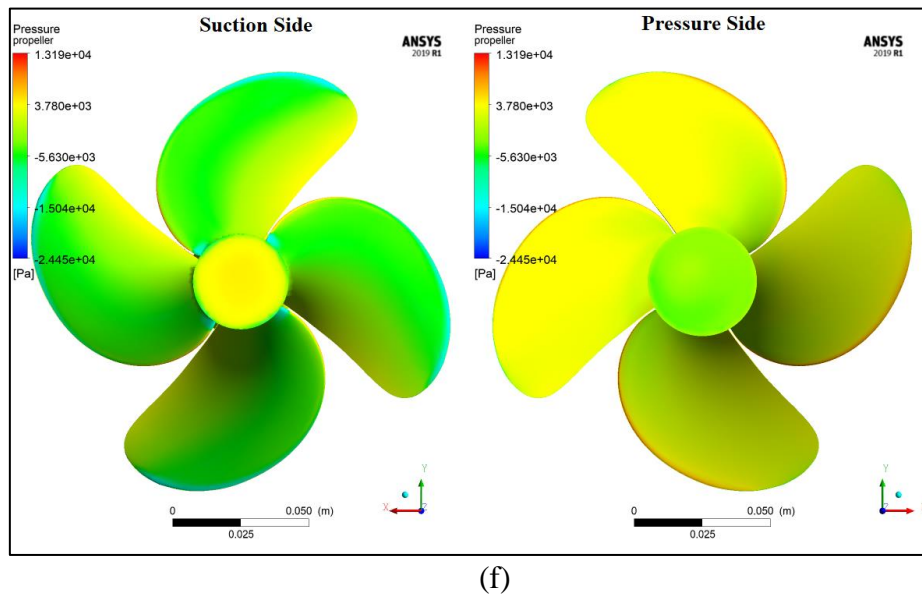 Suction Side
Pressure
propeller
1.319e+04
3.780e+03
-5.630e+03
-1.504e+04
-2.445e+04
[Pa]
ANSYS
2019 R1
Y
X
Z
0
0.050 (m)
0.025
Pressure Side
Pressure
propeller
1.319e+04
3.780e+03
-5.630e+03
-1.504e+04
-2.445e+04
[Pa]
ANSYS
2019 R1
Y
Z
0
0.050 (m)
0.025
(f)